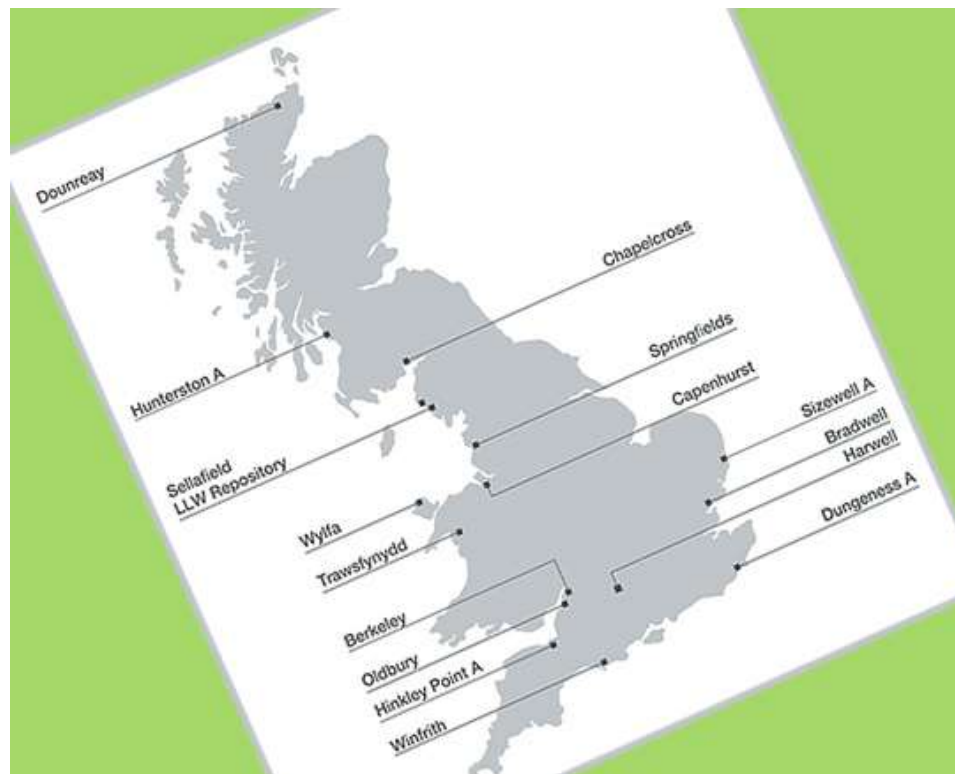 Dounreay
Chapelcross
Hunterston A
Springfields
Capenhurst
Sellafield
LLW Repository
Sizewell A
Bradwell
Harwell
Wylfa
Dungeness A
Trawsfynydd
Berkeley
Oldbury
Hinkley Point A
Winfrith